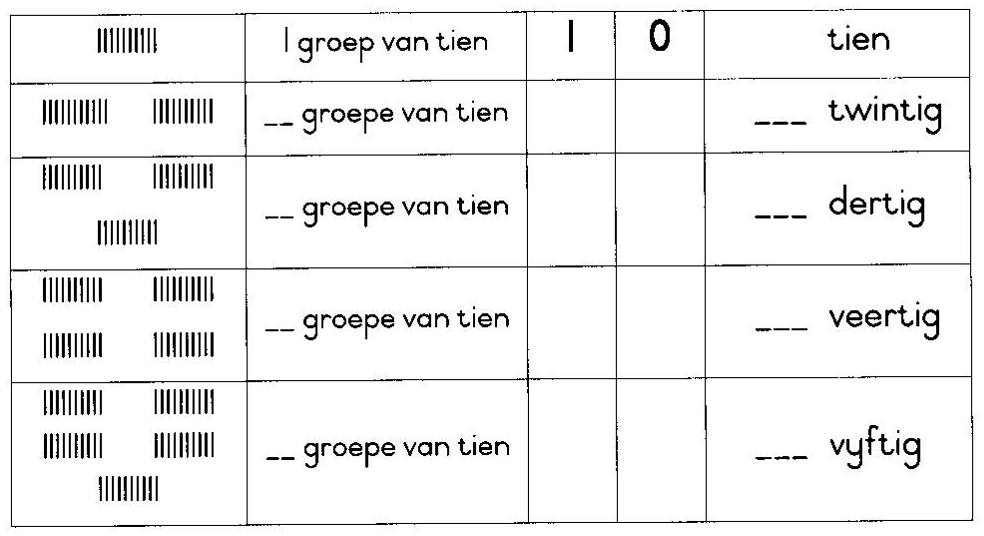 1 groep van tien 1 0 tien
__ groepe van tien ___ twintig
__ groepe van tien ___ dertig
__ groepe van tien ___ veertig
__ groepe van tien ___ vyftig